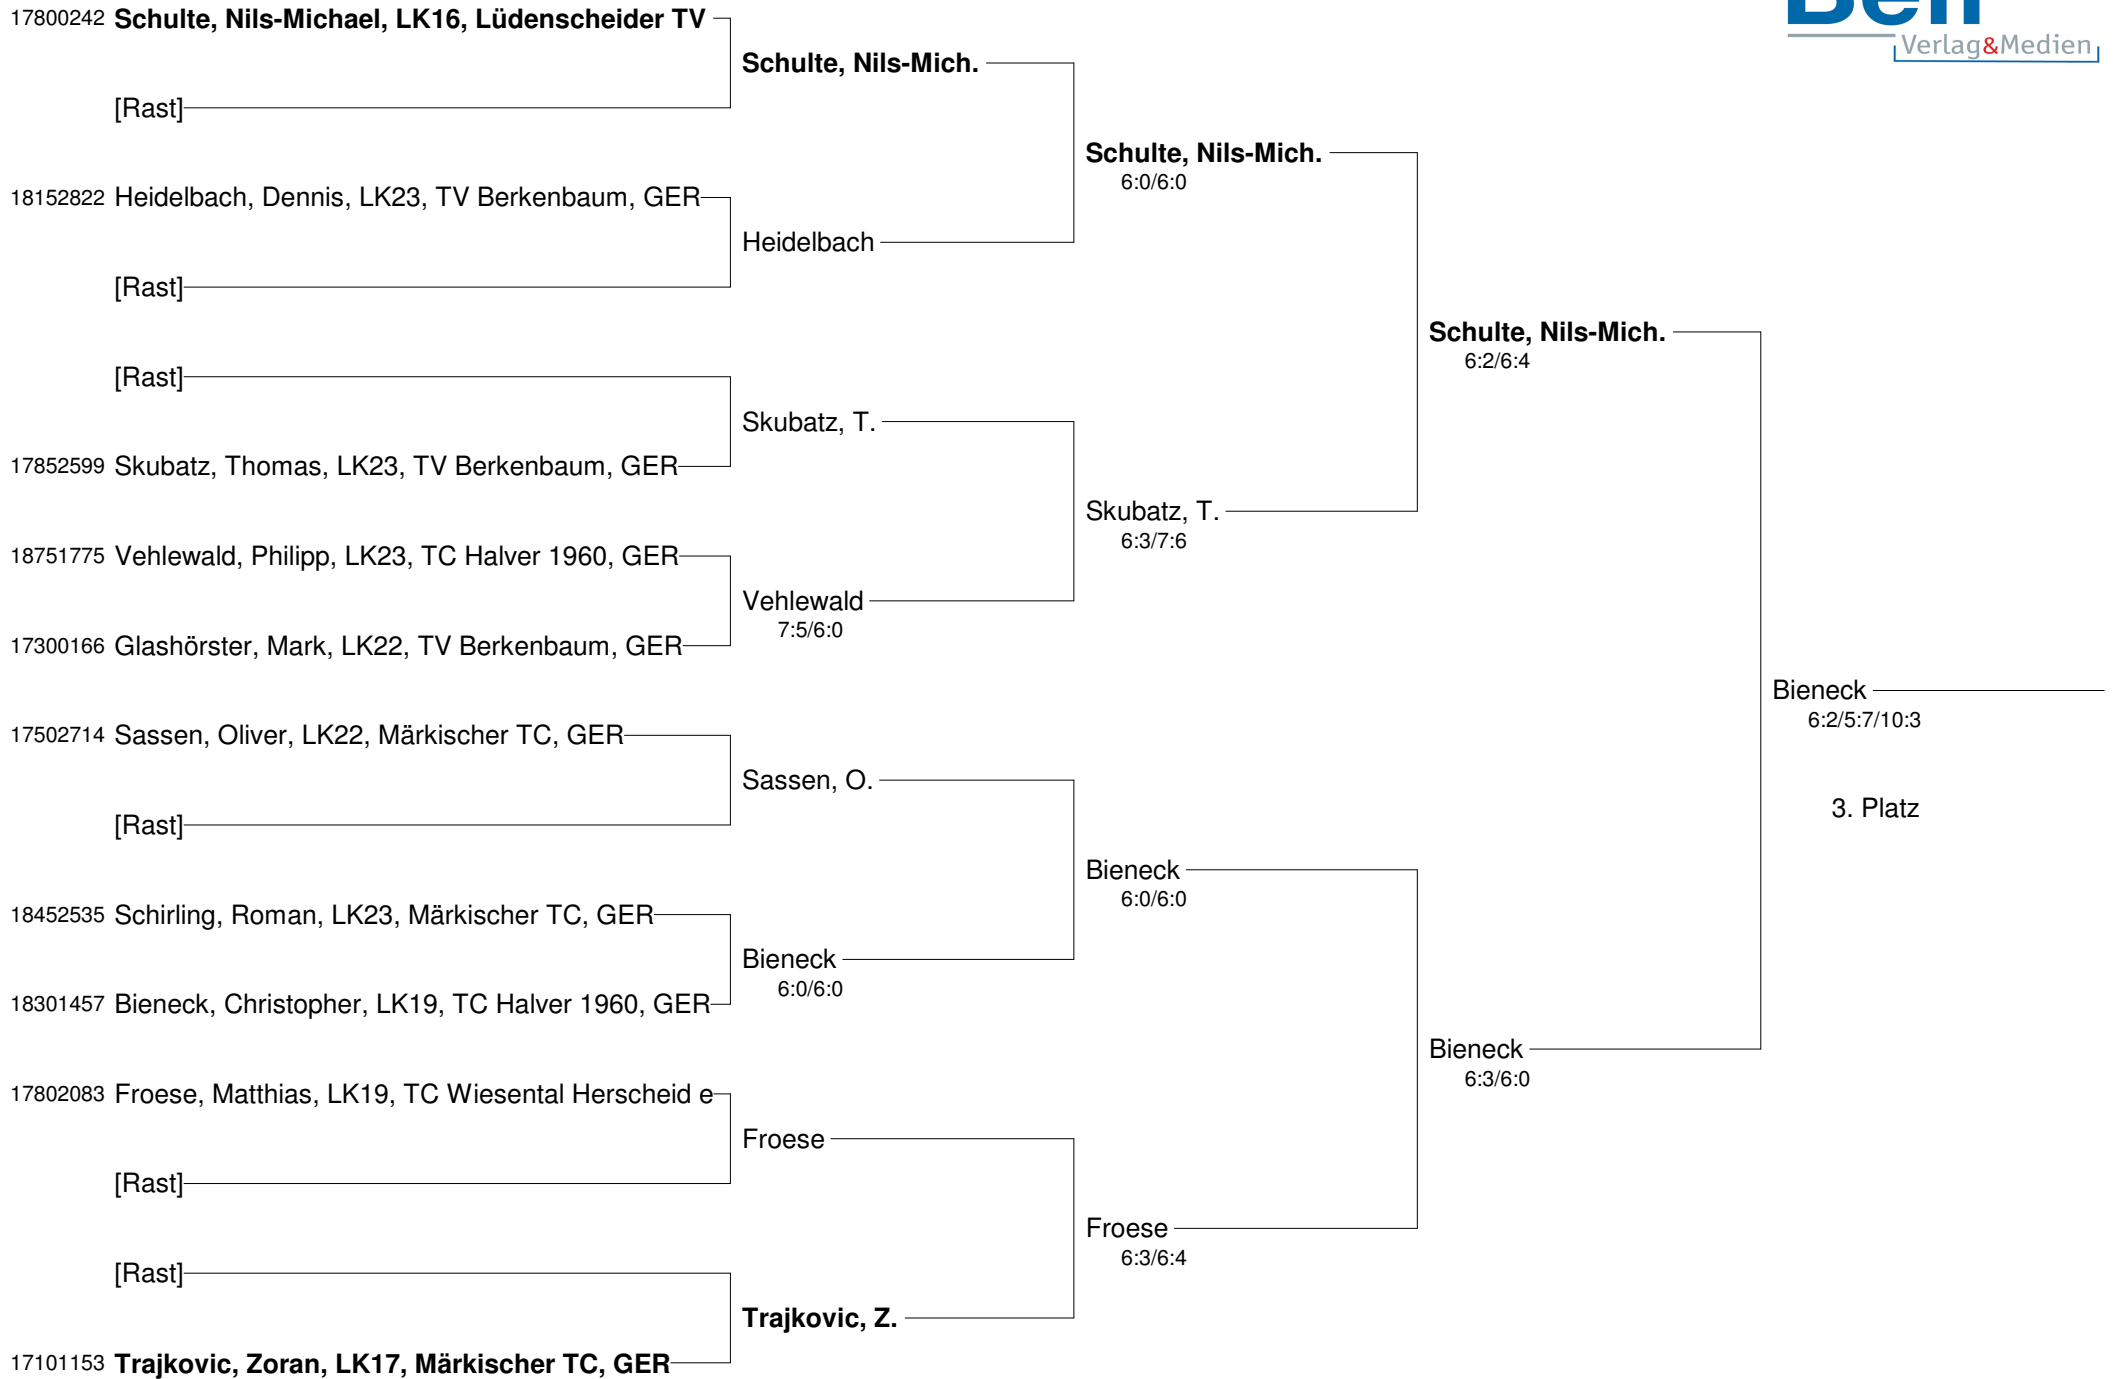 17800242 Schulte, Nils-Michael, LK16, Lüdenscheider TV
Verlag&Medien
Schulte, Nils-Mich.
[Rast]
Schulte, Nils-Mich.
6:0/6:0
18152822 Heidelbach, Dennis, LK23, TV Berkenbaum, GER
Heidelbach
[Rast]
Schulte, Nils-Mich.
6:2/6:4
[Rast]
Skubatz, T.
17852599 Skubatz, Thomas, LK23, TV Berkenbaum, GER
Skubatz, T.
6:3/7:6
18751775 Vehlewald, Philipp, LK23, TC Halver 1960, GER
Vehlewald
7:5/6:0
17300166 Glashörster, Mark, LK22, TV Berkenbaum, GER
Bieneck
6:2/5:7/10:3
17502714 Sassen, Oliver, LK22, Märkischer TC, GER
Sassen, O.
3. Platz
[Rast]
Bieneck
6:0/6:0
18452535 Schirling, Roman, LK23, Märkischer TC, GER
Bieneck
6:0/6:0
18301457 Bieneck, Christopher, LK19, TC Halver 1960, GER
Bieneck
6:3/6:0
17802083 Froese, Matthias, LK19, TC Wiesental Herscheid e
Froese
[Rast]
Froese
6:3/6:4
[Rast]
Trajkovic, Z.
17101153 Trajkovic, Zoran, LK17, Märkischer TC, GER